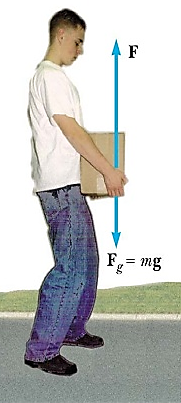 F
F_g = mg